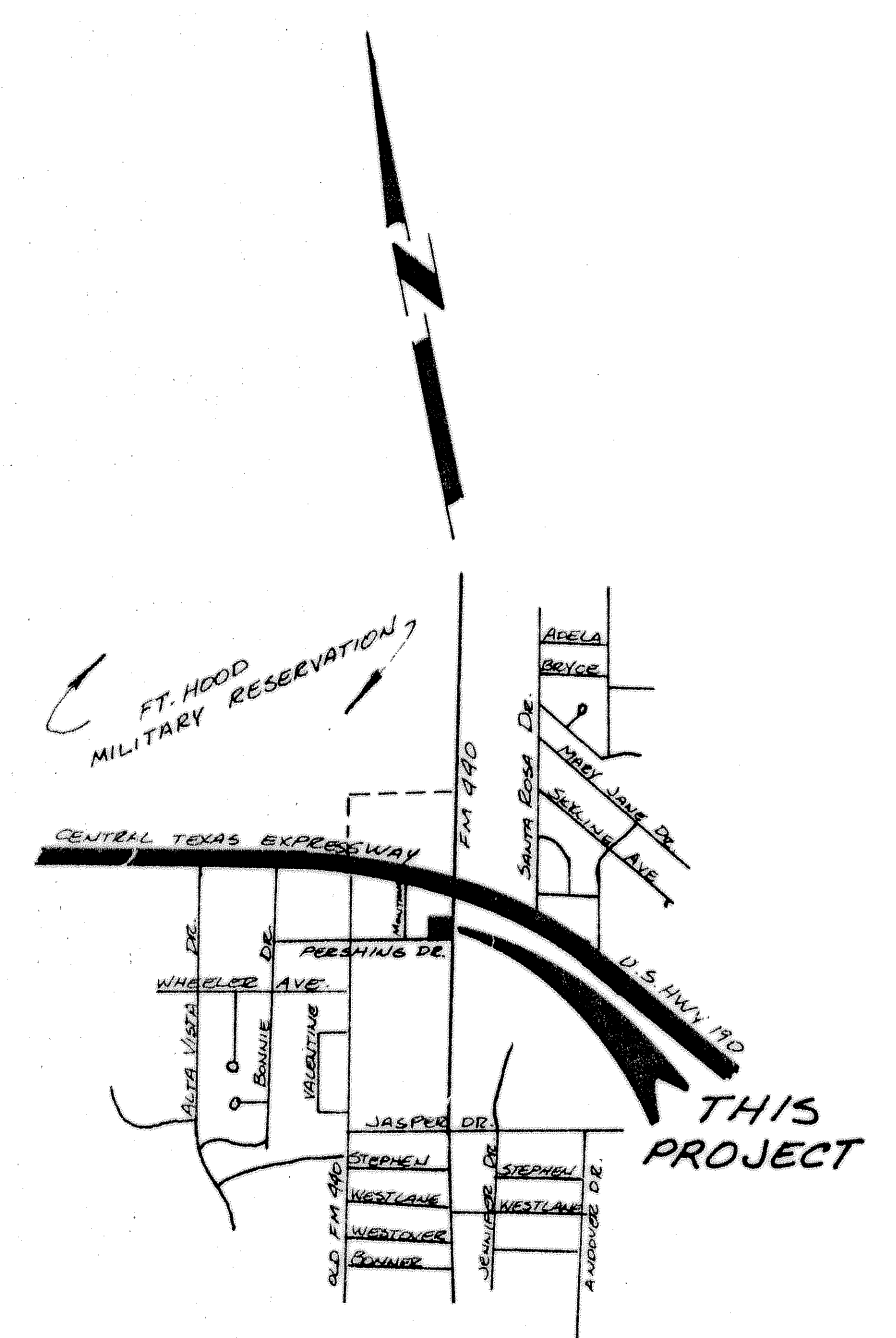 N
FT. HOOD
MILITARY RESERVATION
ADELA
BRYCE
FM 440
SANTA ROSA DR.
MARY JANE DR.
SKYLINE AVE
CENTRAL TEXAS EXPRESSWAY
PERSHING DR.
U.S. HWY 190
WHEELER AVE.
ALTA VISTA DR.
BONNIE DR.
VALENTINE
THIS
PROJECT
JASPER DR.
OLD FM 440
STEPHEN
WESTLANE
WESTOVER
BONNER
JENNIFER DR.
STEPHEN
WESTLANE
ANDOVER DR.